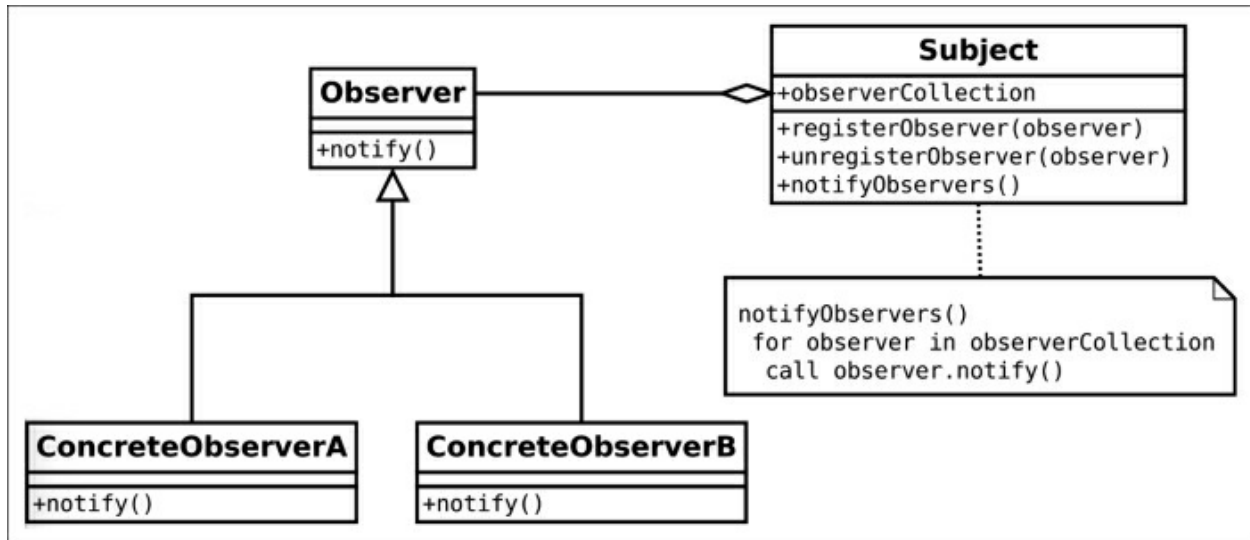 Subject
+observerCollection
+registerObserver(observer)
+unregisterObserver(observer)
+notifyObservers()
Observer
+notify()
notifyObservers()
for observer in observerCollection
call observer.notify()
ConcreteObserverA
+notify()
ConcreteObserverB
+notify()